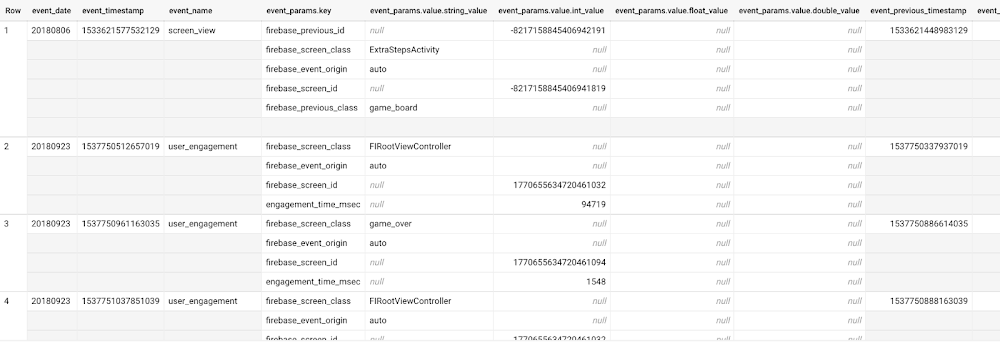 Row event_date event_timestamp event_name event_params.key event_params.value.string_value event_params.value.int_value event_params.value.float_value event_params.value.double_value event_previous_timestamp event_
1 20180806 1533621577532129 screen_view firebase_previous_id null -8217158845406942191 null null 1533621448983129
firebase_screen_class ExtraStepsActivity null null null
firebase_event_origin auto null null null
firebase_screen_id null -8217158845406941819 null null
firebase_previous_class game_board null null null
2 20180923 1537750512657019 user_engagement firebase_screen_class FIRootViewController null null null 1537750337937019
firebase_event_origin auto null null null
firebase_screen_id null 1770655634720461032 null null
engagement_time_msec null 94719 null null
3 20180923 1537750961163035 user_engagement firebase_screen_class game_over null null null 1537750886614035
firebase_event_origin auto null null null
firebase_screen_id null 1770655634720461094 null null
engagement_time_msec null 1548 null null
4 20180923 1537751037851039 user_engagement firebase_screen_class FIRootViewController null null null 1537750888163039
firebase_event_origin auto null null null
firebase_screen_id null 1770655634720461032 null null